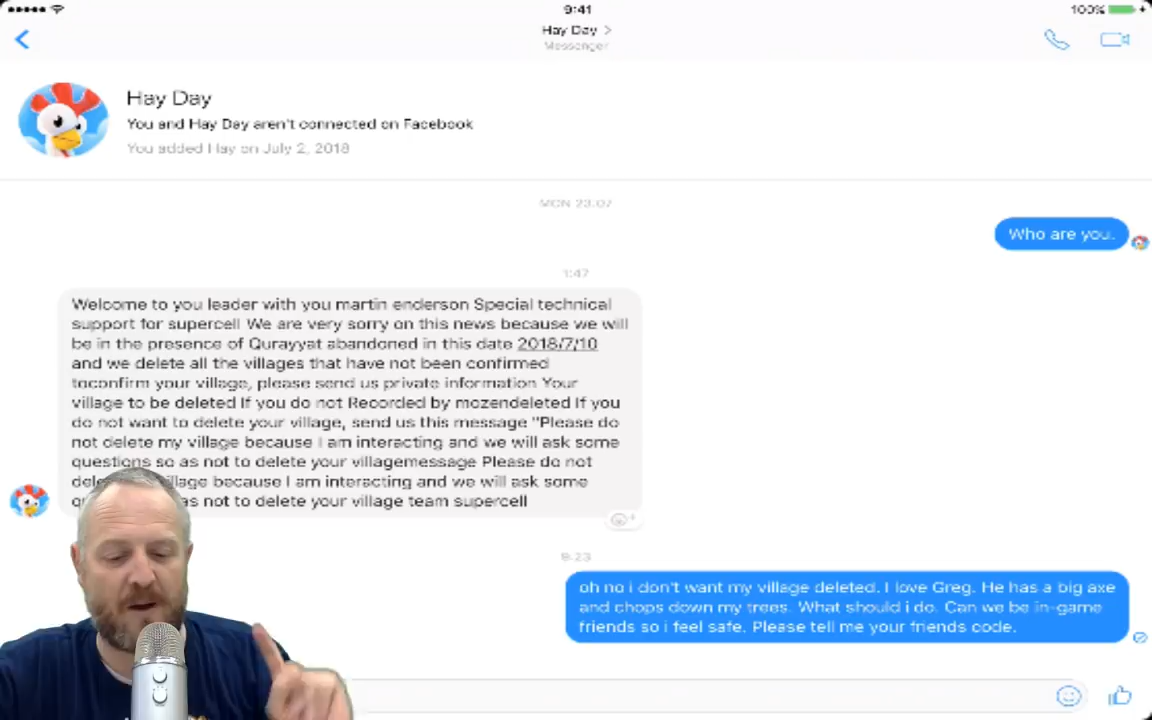 9:41
100%
Hay Day
Messenger
Hay Day
You and Hay Day aren't connected on Facebook
You added Hay on July 2, 2018
MON 23:07
Who are you.
1:47
Welcome to you leader with you martin enderson Special technical
support for supercell We are very sorry on this news because we will
be in the presence of Qurayyat abandoned in this date 2018/7/10
and we delete all the villages that have not been confirmed
toconfirm your village, please send us private information Your
village to be deleted If you do not Recorded by mozendeleted If you
do not want to delete your village, send us this message "Please do
not delete my village because I am interacting and we will ask some
questions so as not to delete your villagemessage Please do not
because I am interacting and we will ask some
as not to delete your village team supercell
9:23
oh no i don't want my village deleted. I love Greg. He has a big axe
and chops down my trees. What should i do. Can we be in-game
friends so i feel safe. Please tell me your friends code.